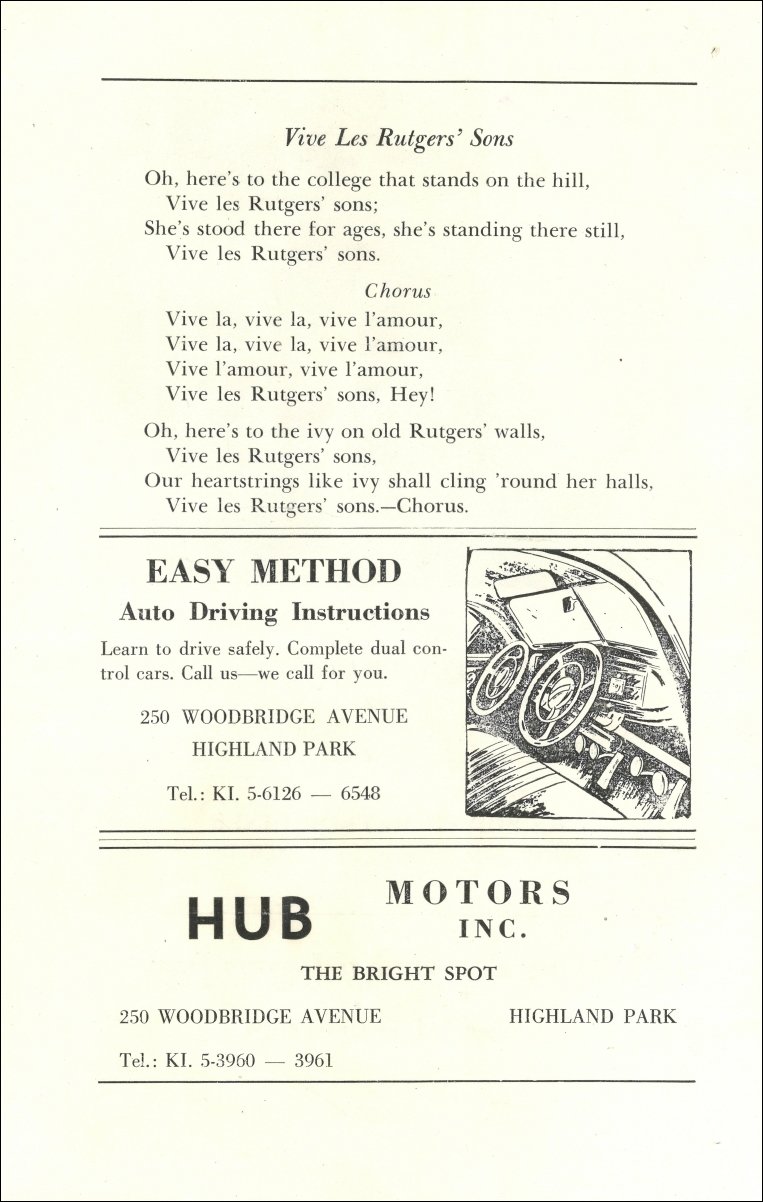 Vive Les Rutgers' Sons
Oh, here's to the college that stands on the hill,
Vive les Rutgers' sons;
She's stood there for ages, she's standing there still,
Vive les Rutgers' sons.
Chorus
Vive la, vive la, vive l'amour,
Vive la, vive la, vive l'amour,
Vive l'amour, vive l'amour,
Vive les Rutgers' sons, Hey!
Oh, here's to the ivy on old Rutgers' walls,
Vive les Rutgers' sons,
Our heartstrings like ivy shall cling 'round her halls,
Vive les Rutgers' sons.—Chorus.
EASY METHOD
Auto Driving Instructions
Learn to drive safely. Complete dual con-
trol cars. Call us—we call for you.
250 WOODBRIDGE AVENUE
HIGHLAND PARK
Tel.: KI. 5-6126 — 6548
HUB MOTORS
INC.
THE BRIGHT SPOT
250 WOODBRIDGE AVENUE HIGHLAND PARK
Tel.: KI. 5-3960 — 3961